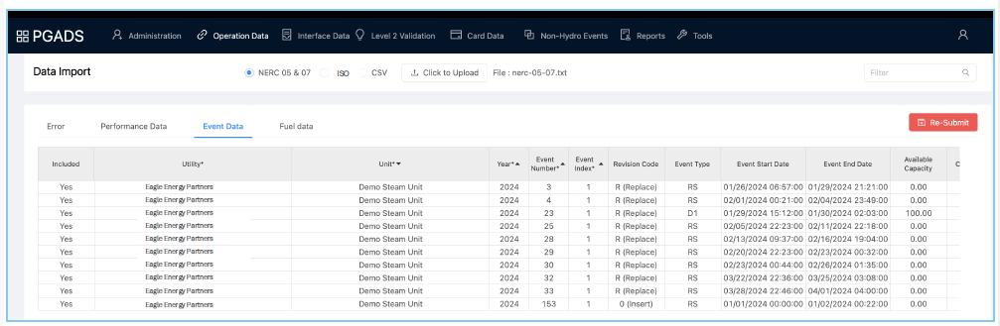 PGADS Administration Operation Data Interface Data Level 2 Validation Card Data Non-Hydro Events Reports Tools
Data Import NERC 05 & 07 ISO CSV Click to Upload File : nerc-05-07.txt Filter
Error Performance Data Event Data Fuel data Re-Submit
Included Utility* Unit* Year* Event Number* Event Index* Revision Code Event Type Event Start Date Event End Date Available Capacity C
Yes Eagle Energy Partners Demo Steam Unit 2024 3 1 R (Replace) RS 01/26/2024 06:57:00 01/29/2024 21:21:00 0.00
Yes Eagle Energy Partners Demo Steam Unit 2024 4 1 R (Replace) RS 02/01/2024 00:21:00 02/04/2024 23:49:00 0.00
Yes Eagle Energy Partners Demo Steam Unit 2024 23 1 R (Replace) D1 01/29/2024 15:12:00 01/30/2024 02:03:00 100.00
Yes Eagle Energy Partners Demo Steam Unit 2024 25 1 R (Replace) RS 02/05/2024 22:23:00 02/11/2024 22:18:00 0.00
Yes Eagle Energy Partners Demo Steam Unit 2024 28 1 R (Replace) RS 02/13/2024 09:37:00 02/16/2024 19:04:00 0.00
Yes Eagle Energy Partners Demo Steam Unit 2024 29 1 R (Replace) RS 02/20/2024 22:23:00 02/23/2024 00:32:00 0.00
Yes Eagle Energy Partners Demo Steam Unit 2024 30 1 R (Replace) RS 02/23/2024 00:44:00 02/26/2024 01:35:00 0.00
Yes Eagle Energy Partners Demo Steam Unit 2024 32 1 R (Replace) RS 03/22/2024 22:36:00 03/25/2024 03:08:00 0.00
Yes Eagle Energy Partners Demo Steam Unit 2024 33 1 R (Replace) RS 03/28/2024 22:46:00 04/01/2024 04:00:00 0.00
Yes Eagle Energy Partners Demo Steam Unit 2024 153 1 0 (Insert) RS 01/01/2024 00:00:00 01/02/2024 00:22:00 0.00